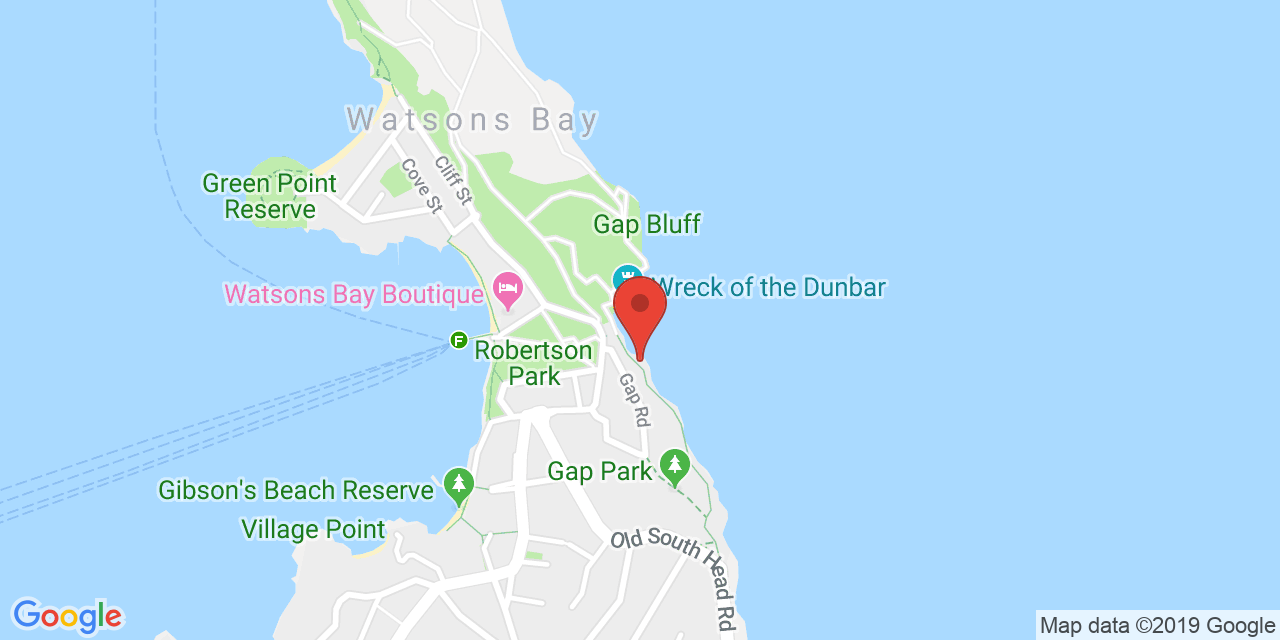 Watsons Bay
Cliff St
Cove St
Green Point
Reserve
Gap Bluff
Wreck of the Dunbar
Watsons Bay Boutique
F
Robertson
Park
Gap Rd
Gap Park
Gibson's Beach Reserve
Village Point
Old South Head Rd
Google
Map data ©2019 Google